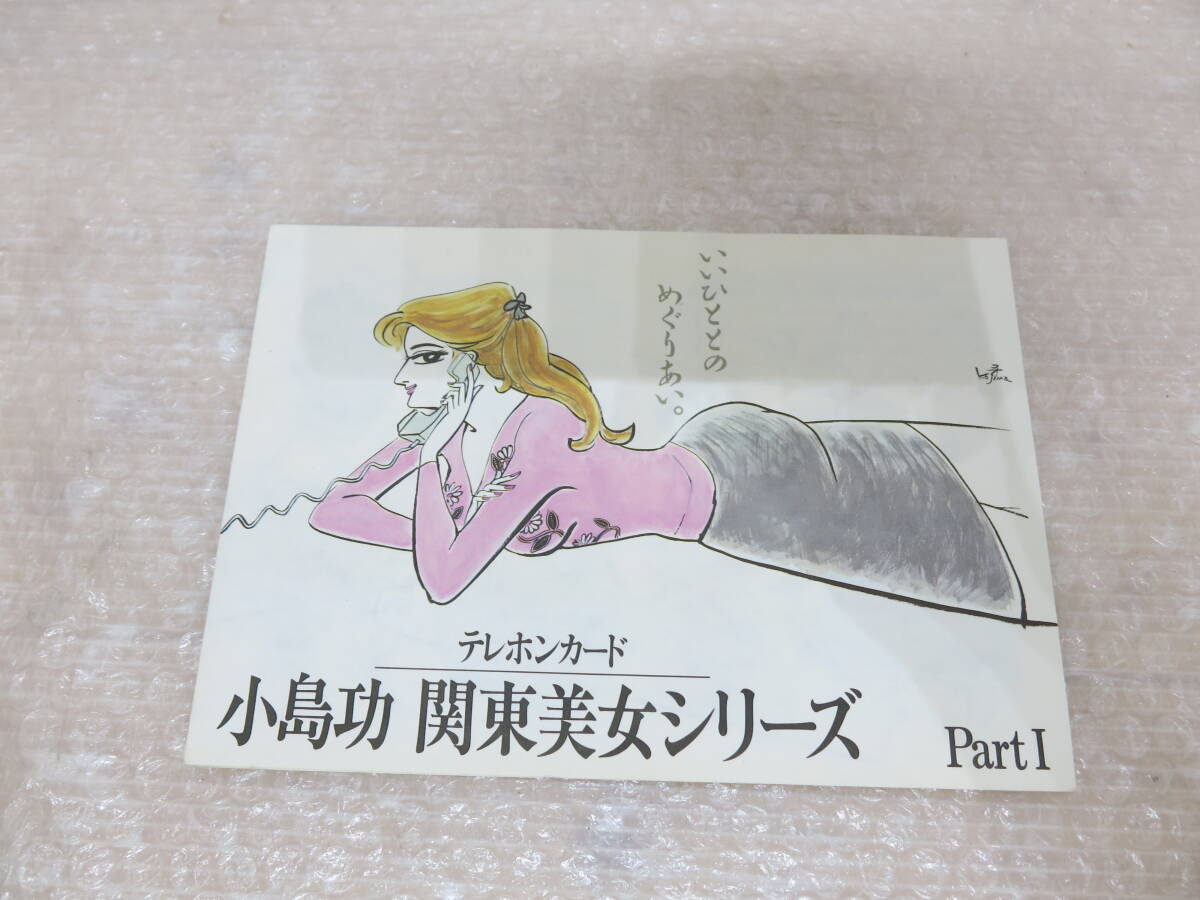 いいひととの
めぐりあい。
Kojima
テレホンカード
小島功 関東美女シリーズ
Part I